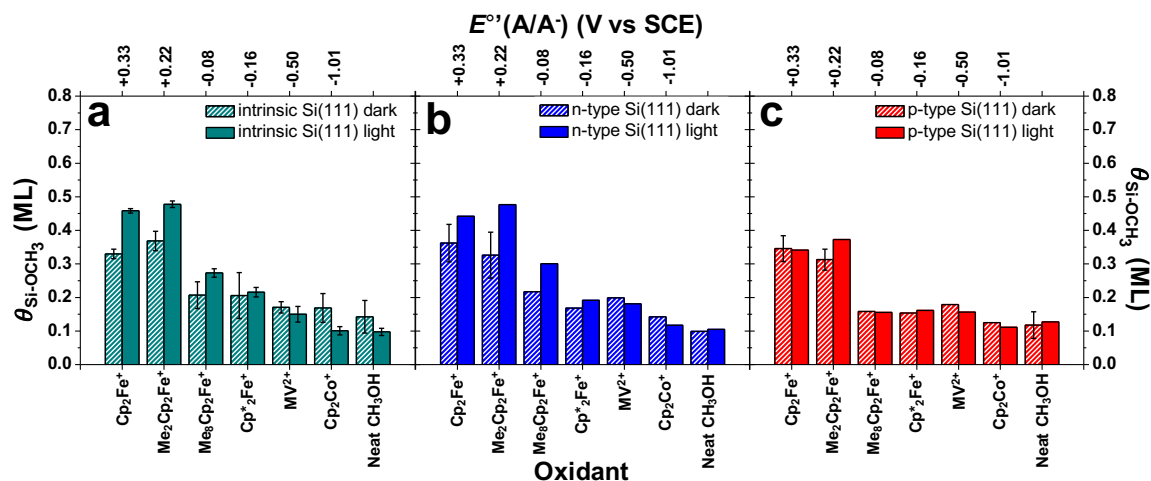 E°'(A/A⁻) (V vs SCE)
+0.33 +0.22 -0.08 -0.16 -0.50 -1.01
+0.33 +0.22 -0.08 -0.16 -0.50 -1.01
+0.33 +0.22 -0.08 -0.16 -0.50 -1.01
a
intrinsic Si(111) dark
intrinsic Si(111) light
b
n-type Si(111) dark
n-type Si(111) light
c
p-type Si(111) dark
p-type Si(111) light
θSi-OCH₃ (ML)
0.8
0.7
0.6
0.5
0.4
0.3
0.2
0.1
0.0
0.8
0.7
0.6
0.5
0.4
0.3
0.2
0.1
0.0
θSi-OCH₃ (ML)
Cp₂Fe⁺ Me₂Cp₂Fe⁺ Me₈Cp₂Fe⁺ Cp*₂Fe⁺ MV²⁺ Cp₂Co⁺ Neat CH₃OH
Cp₂Fe⁺ Me₂Cp₂Fe⁺ Me₈Cp₂Fe⁺ Cp*₂Fe⁺ MV²⁺ Cp₂Co⁺ Neat CH₃OH
Cp₂Fe⁺ Me₂Cp₂Fe⁺ Me₈Cp₂Fe⁺ Cp*₂Fe⁺ MV²⁺ Cp₂Co⁺ Neat CH₃OH
Oxidant